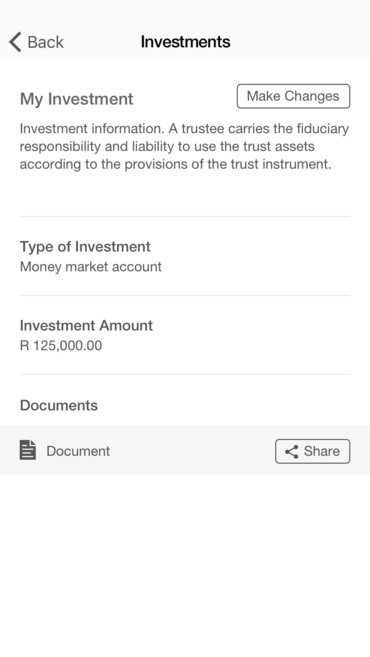 Back
Investments
My Investment
Make Changes
Investment information. A trustee carries the fiduciary
responsibility and liability to use the trust assets
according to the provisions of the trust instrument.
Type of Investment
Money market account
Investment Amount
R 125,000.00
Documents
Document
Share